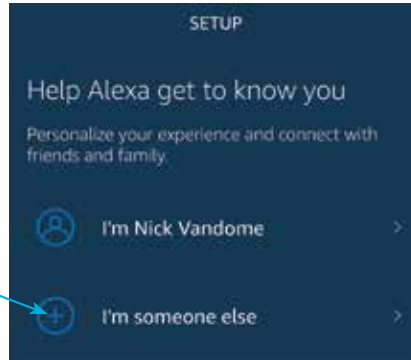 SETUP
Help Alexa get to know you
Personalize your experience and connect with
friends and family.
I'm Nick Vandome
I'm someone else